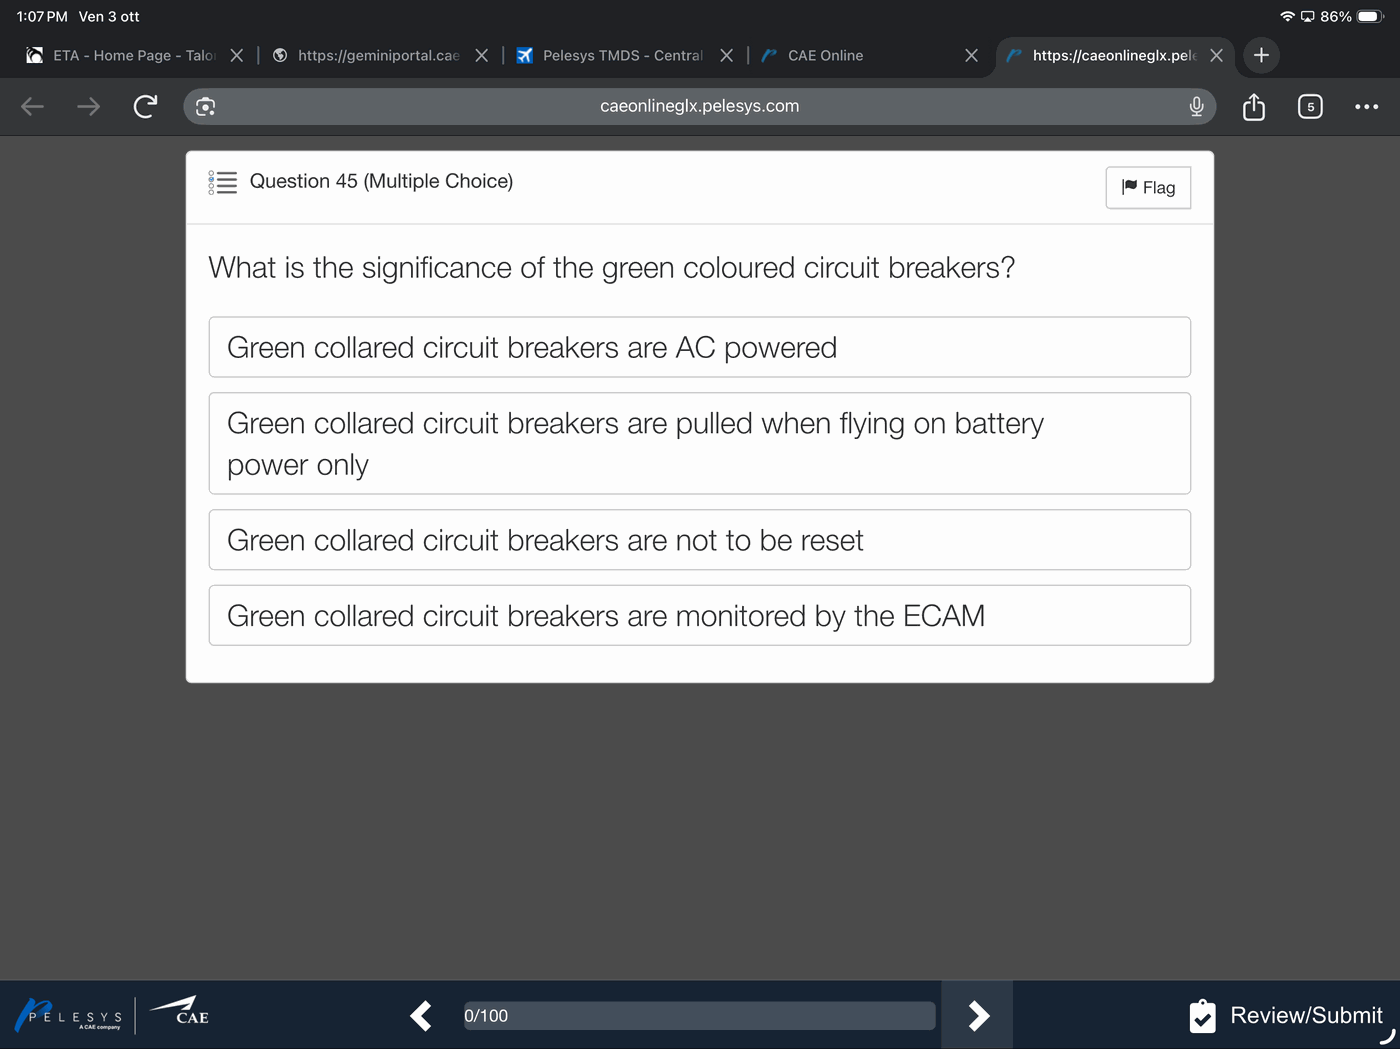 1:07 PM Ven 3 ott
86%
ETA - Home Page - Talo
https://geminiportal.cae
Pelesys TMDS - Central
CAE Online
https://caeonlineglx.pele
caeonlineglx.pelesys.com
5
Question 45 (Multiple Choice)
Flag
What is the significance of the green coloured circuit breakers?
Green collared circuit breakers are AC powered
Green collared circuit breakers are pulled when flying on battery
power only
Green collared circuit breakers are not to be reset
Green collared circuit breakers are monitored by the ECAM
PELESYS
A CAE company
CAE
0/100
Review/Submit